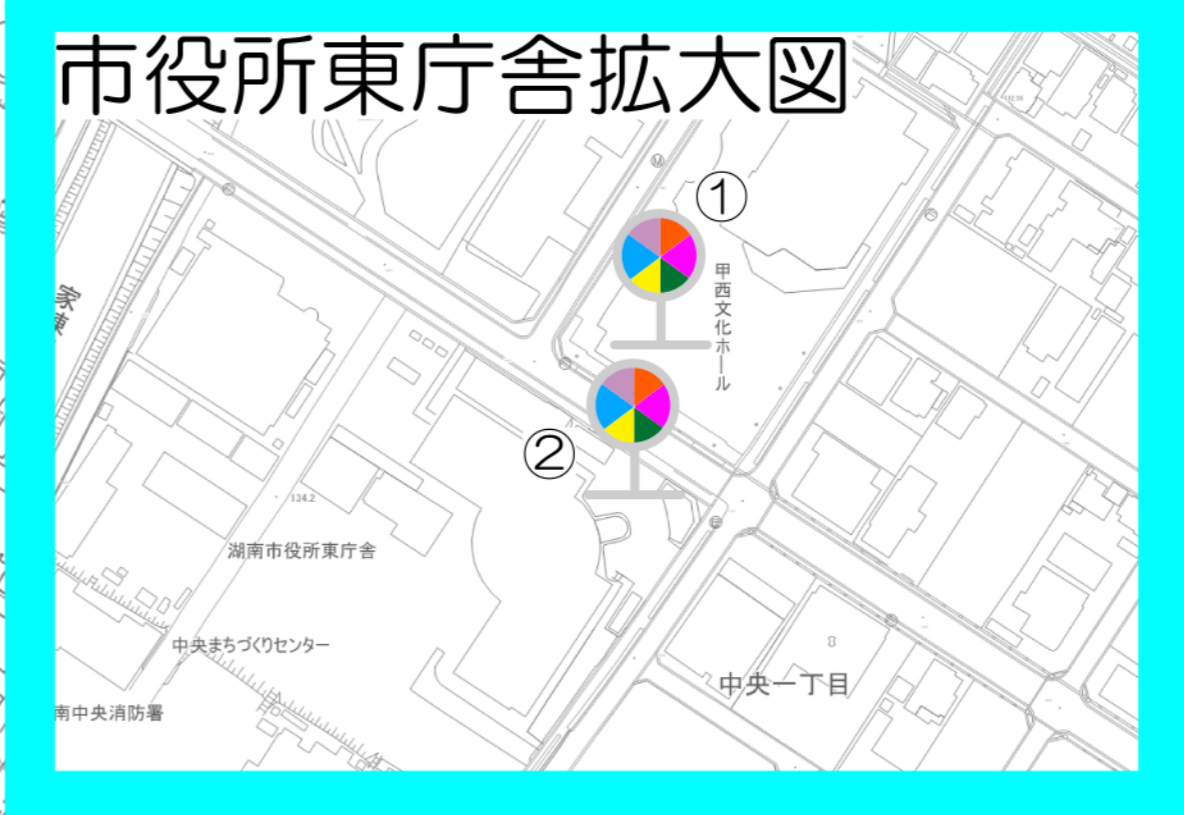 市役所東庁舎拡大図
①
甲西文化ホール
②
134.2
湖南市役所東庁舎
中央まちづくりセンター
中央一丁目
南中央消防署